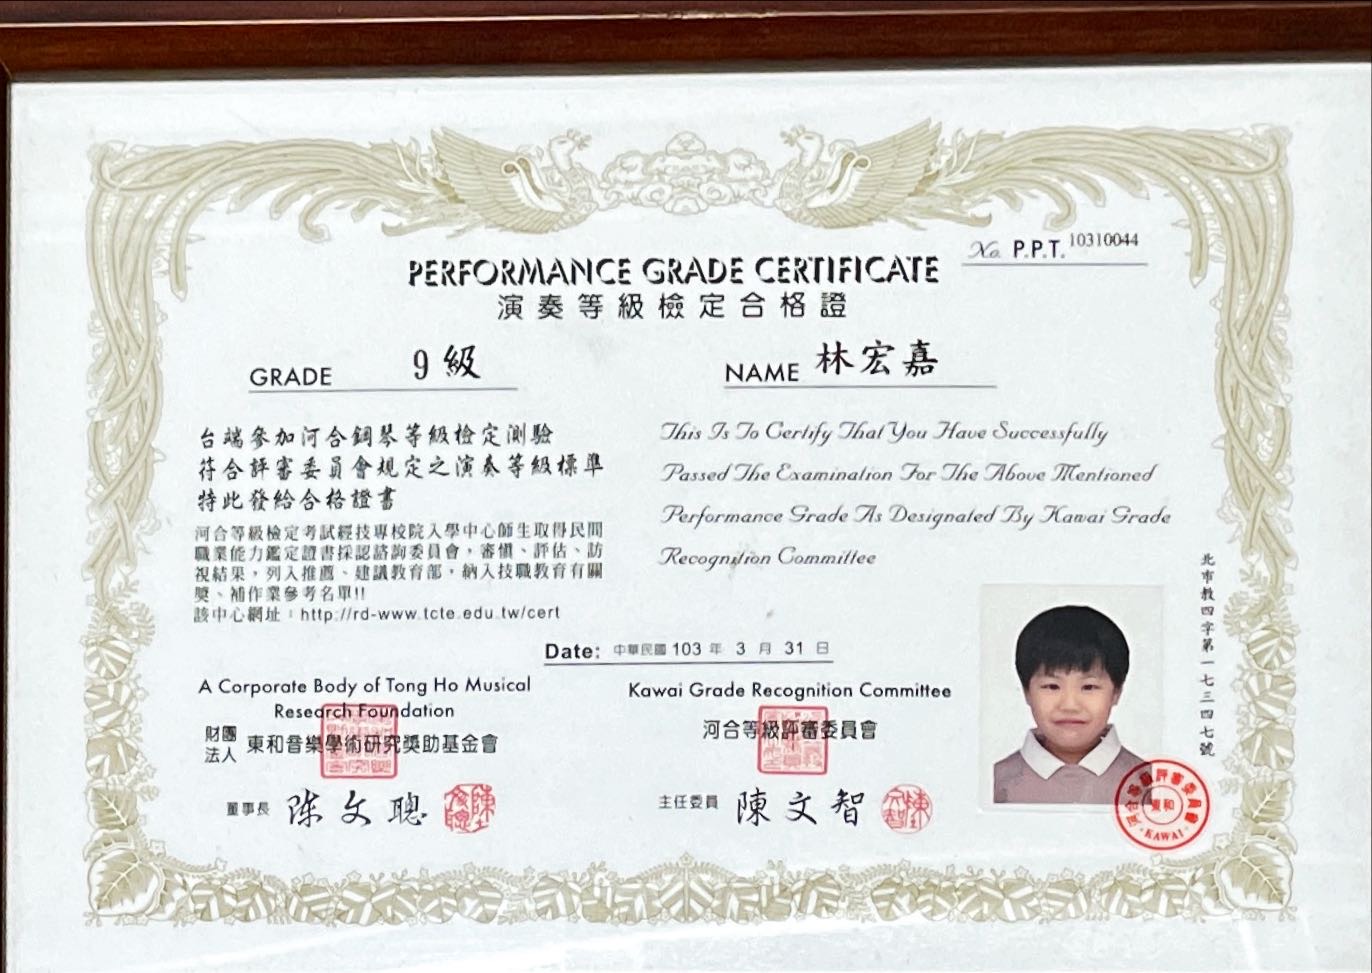 No. P.P.T. 10310044
PERFORMANCE GRADE CERTIFICATE
演奏等級檢定合格證
GRADE 9級
NAME 林宏嘉
台端參加河合鋼琴等級檢定測驗
符合評審委員會規定之演奏等級標準
特此發給合格證書
河合等級檢定考試經技專校院入學中心師生取得民間
職業能力鑑定證書採認諮詢委員會，審慎、評估、訪
視結果，列入推薦、建議教育部，納入技職教育有關
獎、補作業參考名單!!
該中心網址：http://rd-www.tcte.edu.tw/cert
This Is To Certify That You Have Successfully
Passed The Examination For The Above Mentioned
Performance Grade As Designated By Kawai Grade
Recognition Committee
北市教四字第一七三四七號
Date: 中華民國 103 年 3 月 31 日
A Corporate Body of Tong Ho Musical
Research Foundation
財團法人 東和音樂學術研究獎助基金會
董事長 陈文聰
Kawai Grade Recognition Committee
河合等級評審委員會
主任委員 陳文智
河合等級評審委員會
東和
KAWAI